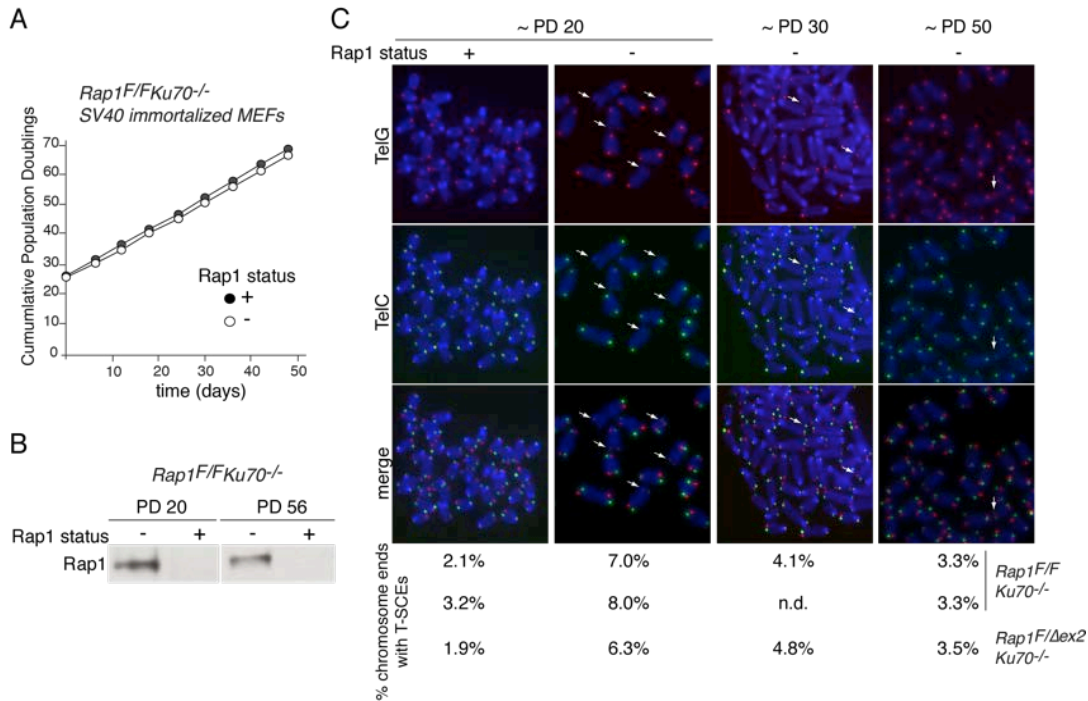 A
Rap1F/FKu70-/-
SV40 immortalized MEFs
Cumumlative Population Doublings
70
60
50
40
30
20
10
0
Rap1 status
+
-
0 10 20 30 40 50
time (days)
B
Rap1F/FKu70-/-
PD 20 PD 56
Rap1 status - + - +
Rap1
C
~ PD 20 ~ PD 30 ~ PD 50
Rap1 status + - - -
TelG
TelC
merge
% chromosome ends
with T-SCEs
2.1% 7.0% 4.1% 3.3%
3.2% 8.0% n.d. 3.3%
Rap1F/F
Ku70-/-
1.9% 6.3% 4.8% 3.5%
Rap1F/Δex2
Ku70-/-